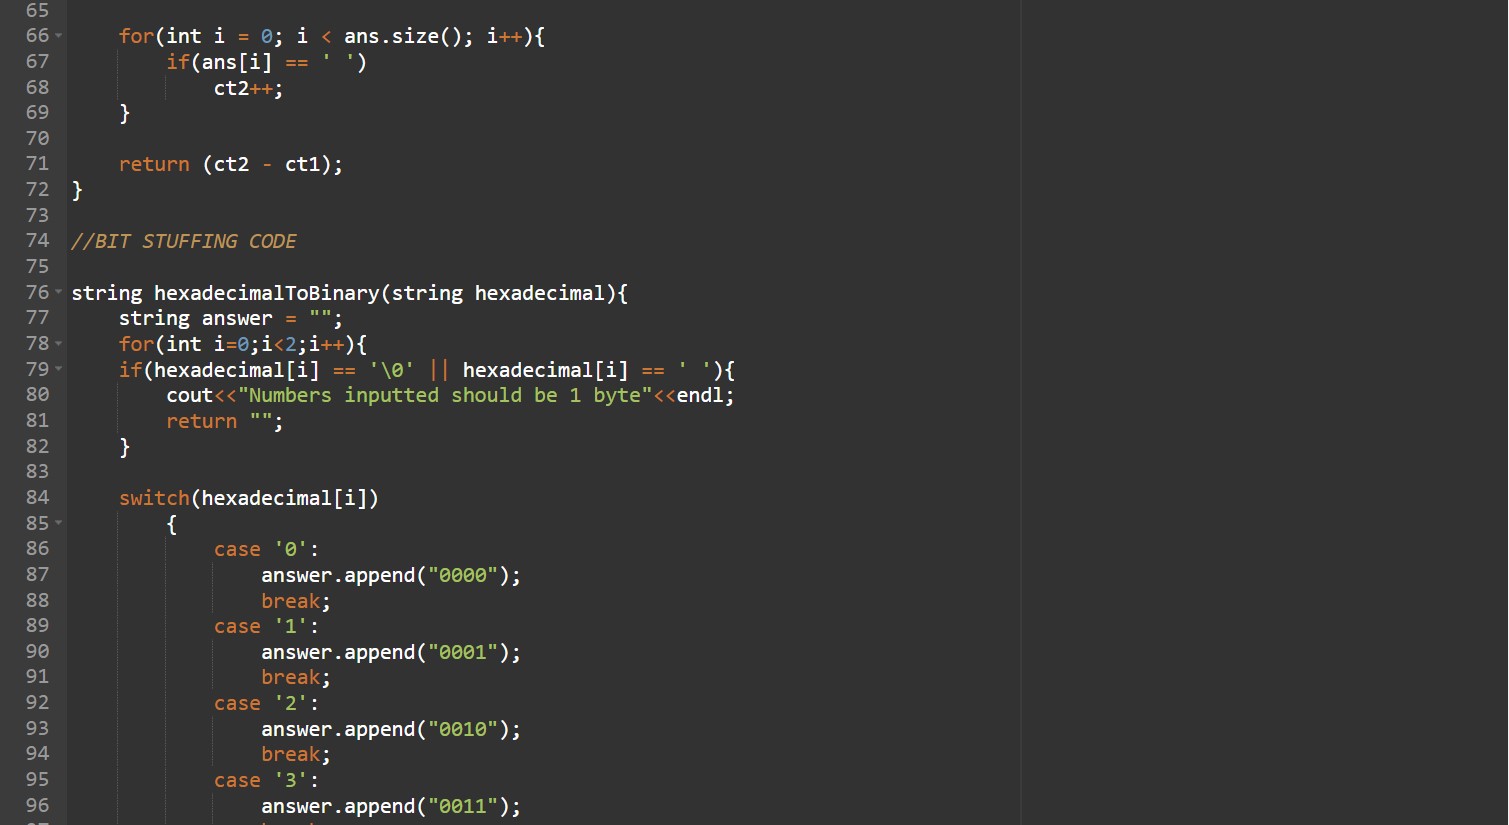 65
66 for(int i = 0; i < ans.size(); i++){
67 if(ans[i] == ' ')
68 ct2++;
69 }
70
71 return (ct2 - ct1);
72 }
73
74 //BIT STUFFING CODE
75
76 string hexadecimalToBinary(string hexadecimal){
77 string answer = "";
78 for(int i=0;i<2;i++){
79 if(hexadecimal[i] == '\0' || hexadecimal[i] == ' '){
80 cout<<"Numbers inputted should be 1 byte"<<endl;
81 return "";
82 }
83
84 switch(hexadecimal[i])
85 {
86 case '0':
87 answer.append("0000");
88 break;
89 case '1':
90 answer.append("0001");
91 break;
92 case '2':
93 answer.append("0010");
94 break;
95 case '3':
96 answer.append("0011");